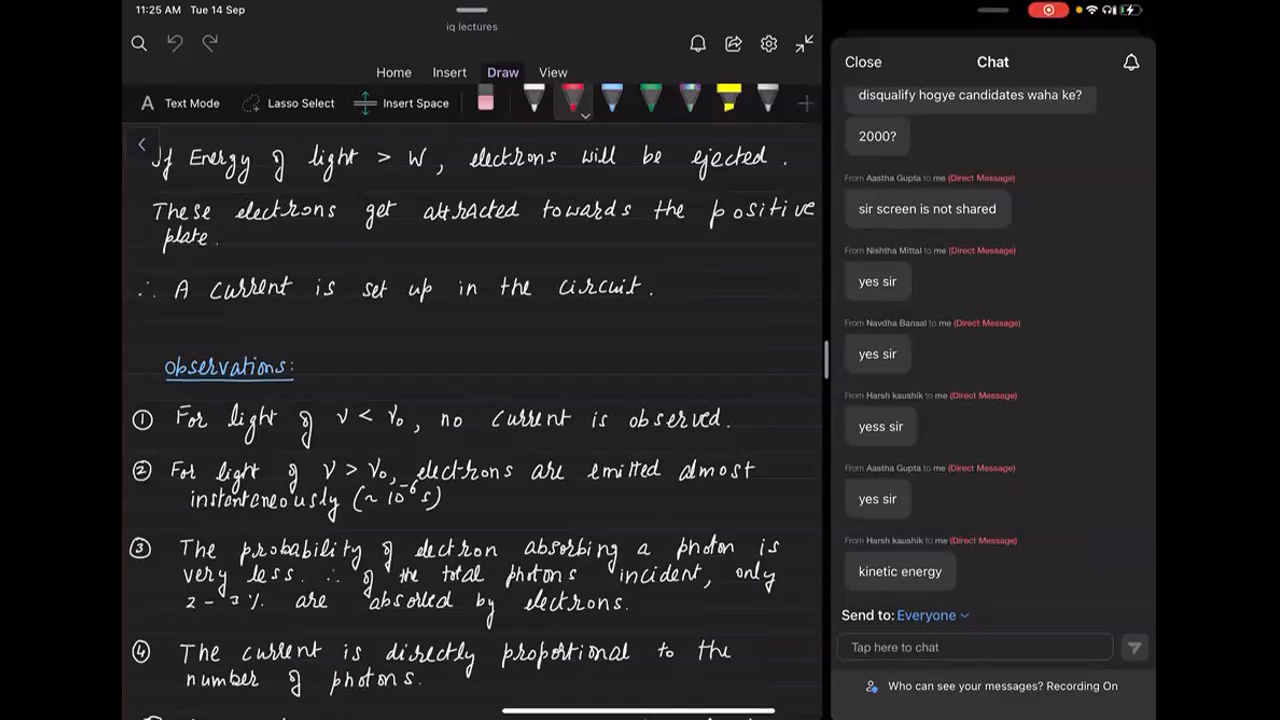 11:25 AM Tue 14 Sep
iq lectures
Home Insert Draw View
A Text Mode Lasso Select Insert Space
If Energy of light > W, electrons will be ejected.
These electrons get attracted towards the positive
plate.
∴ A current is set up in the circuit.
Observations:
① For light of ν < ν₀, no current is observed.
② For light of ν > ν₀, electrons are emitted almost
instantaneously (~ 10⁻⁶ s)
③ The probability of electron absorbing a photon is
very less. ∴ of the total photons incident, only
2 - 3 % are absorbed by electrons.
④ The current is directly proportional to the
number of photons.
Close Chat
disqualify hogye candidates waha ke?
2000?
From Aastha Gupta to me (Direct Message)
sir screen is not shared
From Nishtha Mittal to me (Direct Message)
yes sir
From Navdha Bansal to me (Direct Message)
yes sir
From Harsh kaushik to me (Direct Message)
yess sir
From Aastha Gupta to me (Direct Message)
yes sir
From Harsh kaushik to me (Direct Message)
kinetic energy
Send to: Everyone
Tap here to chat
Who can see your messages? Recording On